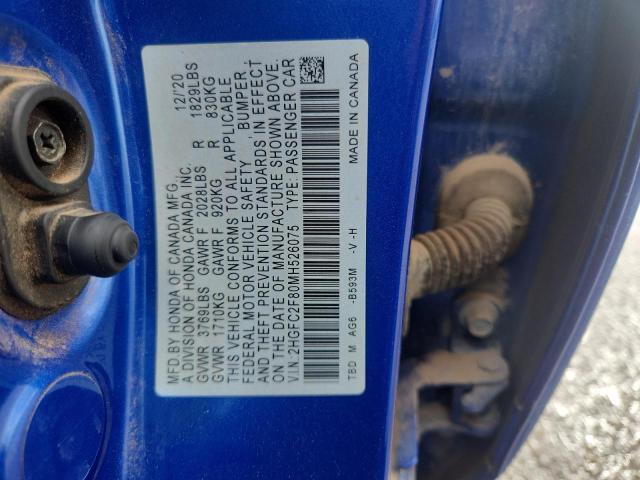 MFD.BY HONDA OF CANADA MFG., 12/'20
A DIVISION OF HONDA CANADA INC.
GVWR 3769LBS GAWR F 2028LBS R 1829LBS
GVWR 1710KG GAWR F 920KG R 830KG
THIS VEHICLE CONFORMS TO ALL APPLICABLE
FEDERAL MOTOR VEHICLE SAFETY, BUMPER,
AND THEFT PREVENTION STANDARDS, IN EFFECT
ON THE DATE OF MANUFACTURE SHOWN ABOVE.
V.I.N.:2HGFC2F80MH526075 TYPE: PASSENGER CAR
TBD M AG6 -B593M -V -H MADE IN CANADA